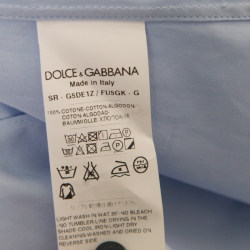 DOLCE & GABBANA
Made in Italy
SR - G5DE1Z / FU5GK - G
100% COTONE-COTTON-ALGODON-
COTON-ALGODAO
BAUMWOLLE
LIGHT WASH IN WAT.30° NO BLEACH
-NO TUMBLER-LINE DRYING IN THE
SHADE COOL IRON-LIGHT DRY
CLEANING WASHED AND DRIED
REVERSE SIDE